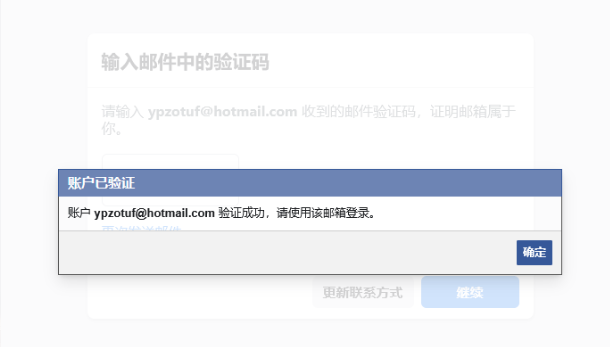 输入邮件中的验证码
请输入 ypzotuf@hotmail.com 收到的邮件验证码，证明邮箱属于
你。
账户已验证
账户 ypzotuf@hotmail.com 验证成功，请使用该邮箱登录。
确定
更新联系方式
继续